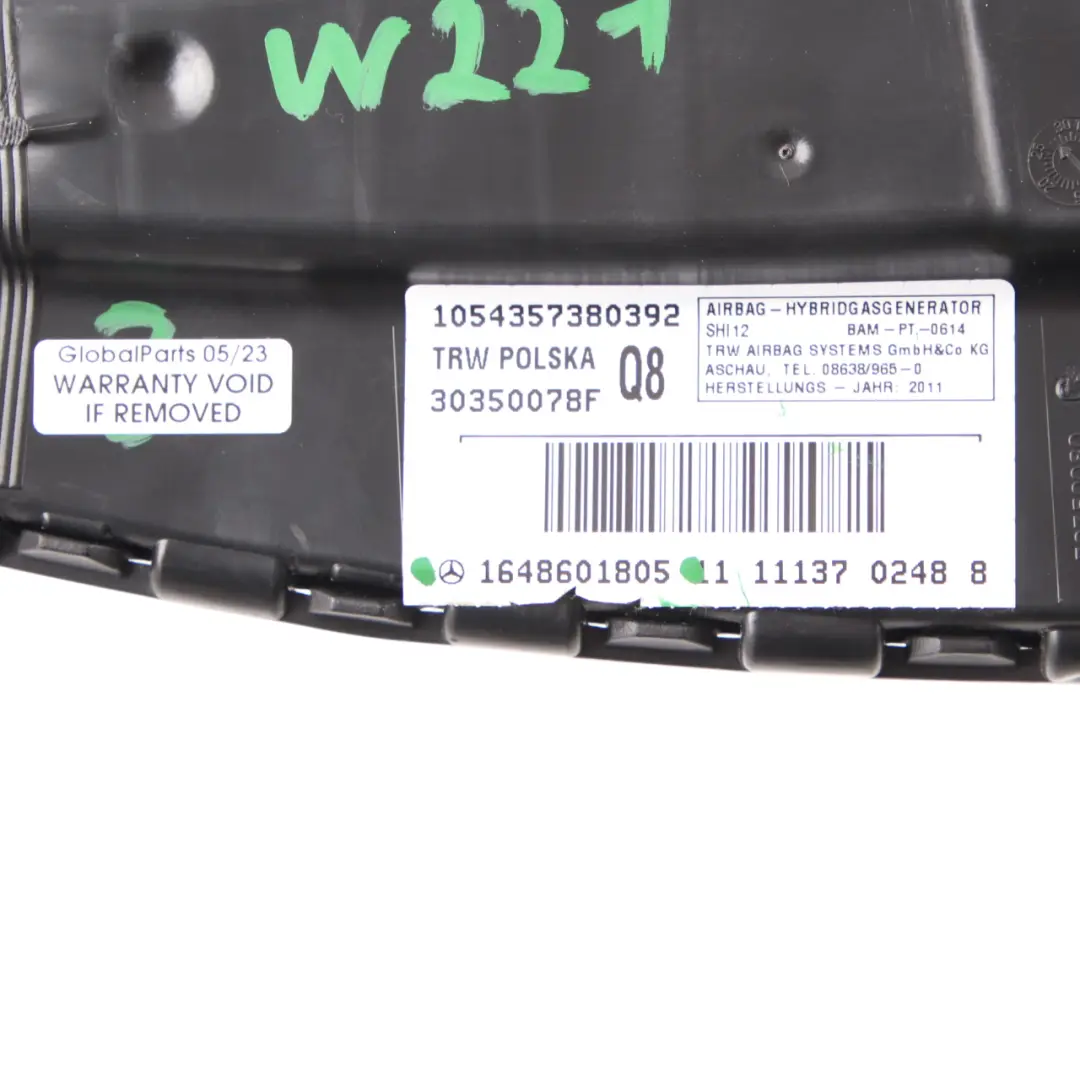 W221
GlobalParts 05/23
WARRANTY VOID
IF REMOVED
1054357380392
TRW POLSKA
Q8
30350078F
AIRBAG - HYBRIDGASGENERATOR
SHI12 BAM-PT,-0614
TRW AIRBAG SYSTEMS GmbH&Co KG
ASCHAU, TEL. 08638/965-0
HERSTELLUNGS - JAHR: 2011
1648601805 11 11137 0248 8